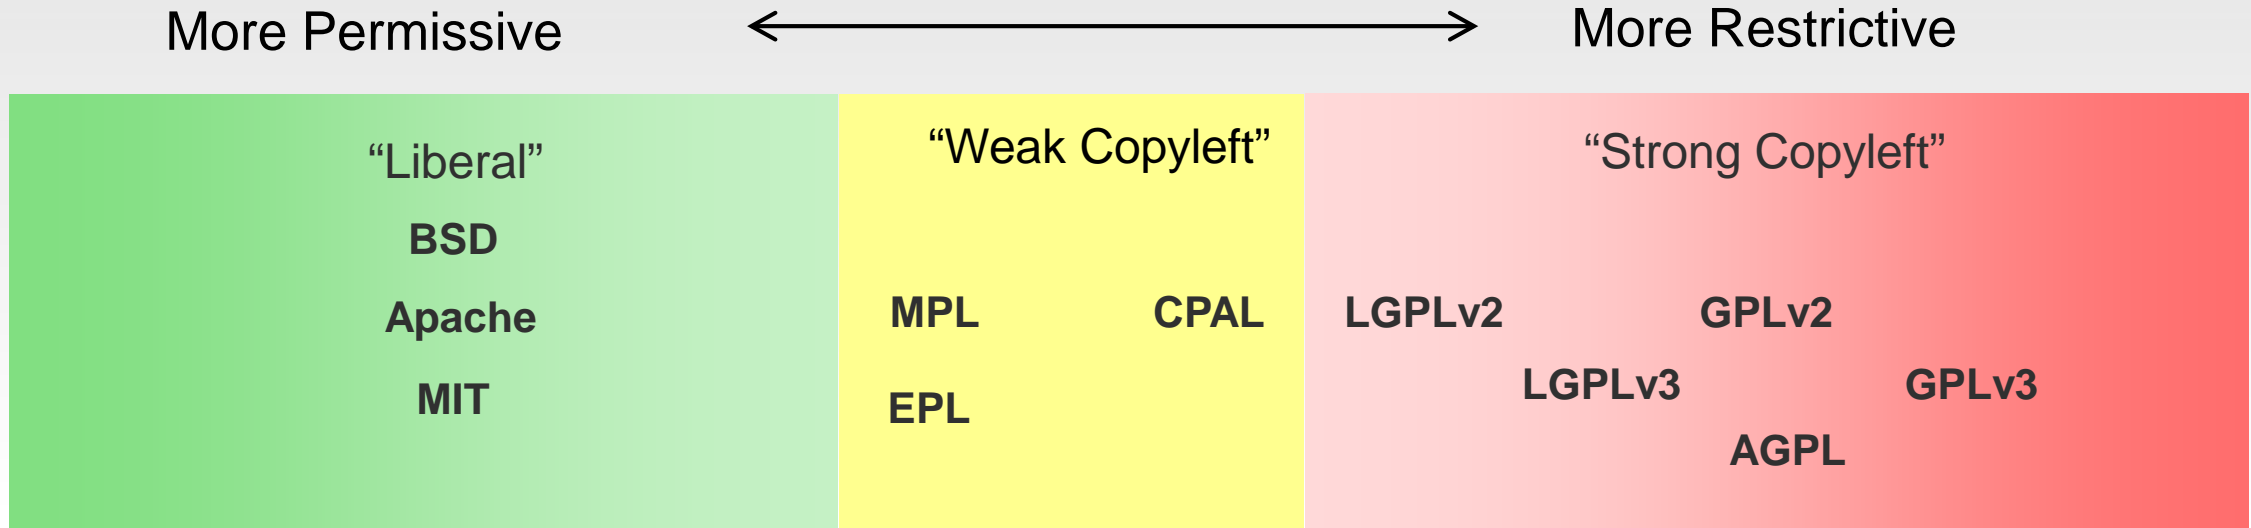 More Permissive
More Restrictive
“Liberal”
BSD
Apache
MIT
“Weak Copyleft”
MPL
CPAL
EPL
“Strong Copyleft”
LGPLv2
GPLv2
LGPLv3
GPLv3
AGPL